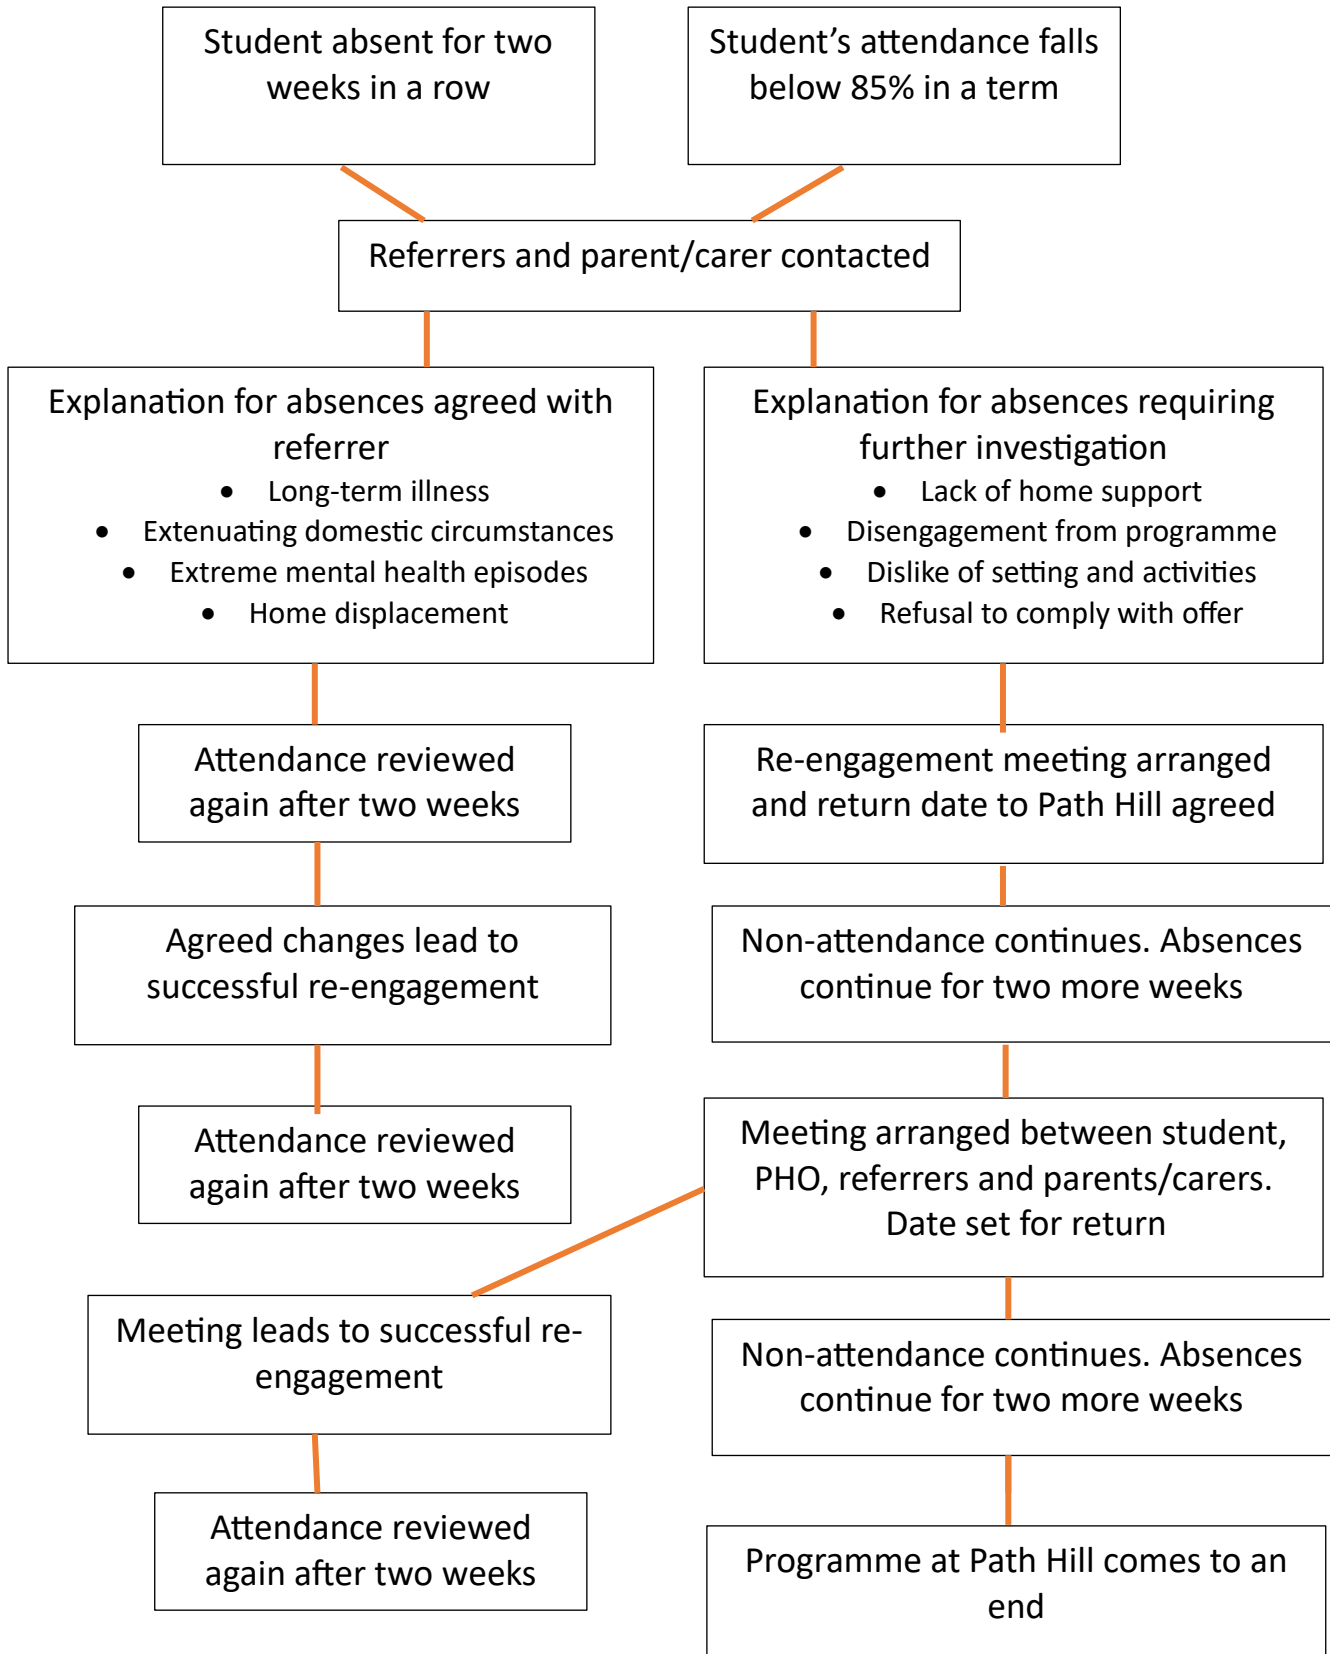 Student absent for two
weeks in a row
Student’s attendance falls
below 85% in a term
Referrers and parent/carer contacted
Explanation for absences agreed with
referrer
• Long-term illness
• Extenuating domestic circumstances
• Extreme mental health episodes
• Home displacement
Explanation for absences requiring
further investigation
• Lack of home support
• Disengagement from programme
• Dislike of setting and activities
• Refusal to comply with offer
Attendance reviewed
again after two weeks
Re-engagement meeting arranged
and return date to Path Hill agreed
Agreed changes lead to
successful re-engagement
Non-attendance continues. Absences
continue for two more weeks
Attendance reviewed
again after two weeks
Meeting arranged between student,
PHO, referrers and parents/carers.
Date set for return
Meeting leads to successful re-
engagement
Non-attendance continues. Absences
continue for two more weeks
Attendance reviewed
again after two weeks
Programme at Path Hill comes to an
end